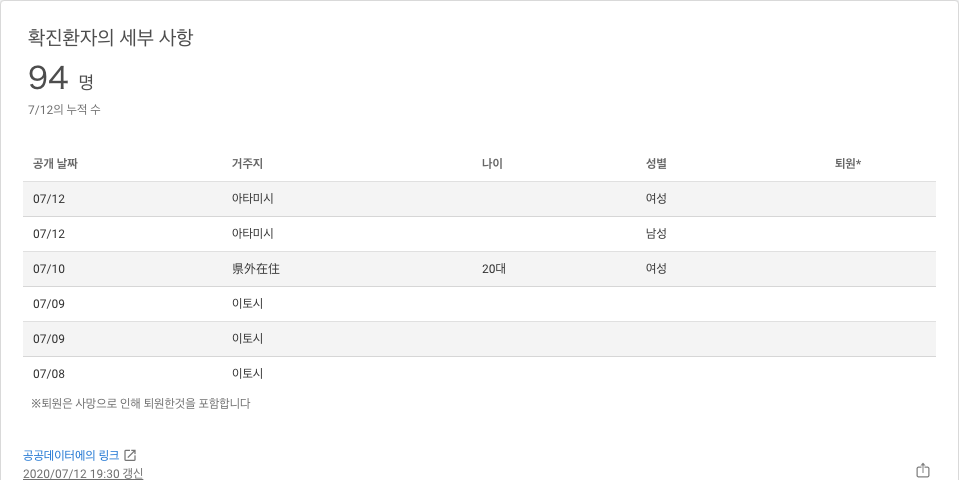 확진환자의 세부 사항
94 명
7/12의 누적 수
공개 날짜 거주지 나이 성별 퇴원*
07/12 아타미시 여성
07/12 아타미시 남성
07/10 県外在住 20대 여성
07/09 이토시
07/09 이토시
07/08 이토시
※퇴원은 사망으로 인해 퇴원한것을 포함합니다
공공데이터에의 링크
2020/07/12 19:30 갱신